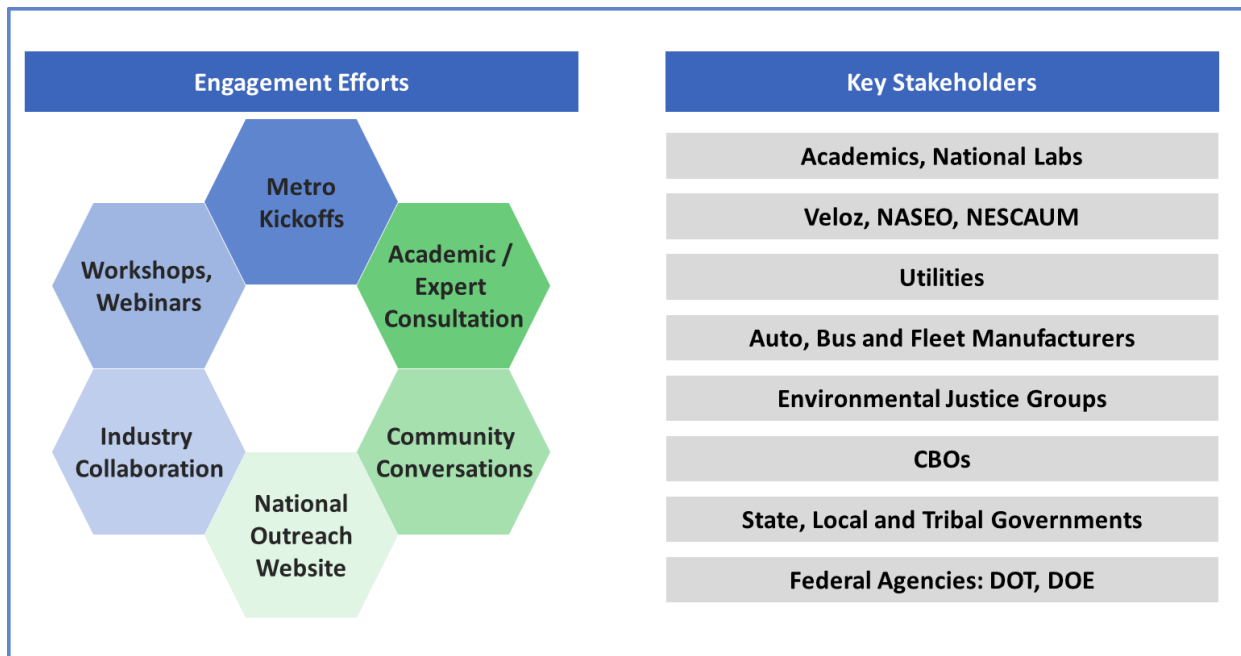 Engagement Efforts
Metro
Kickoffs
Academic /
Expert
Consultation
Community
Conversations
National
Outreach
Website
Industry
Collaboration
Workshops,
Webinars
Key Stakeholders
Academics, National Labs
Veloz, NASEO, NESCAUM
Utilities
Auto, Bus and Fleet Manufacturers
Environmental Justice Groups
CBOs
State, Local and Tribal Governments
Federal Agencies: DOT, DOE